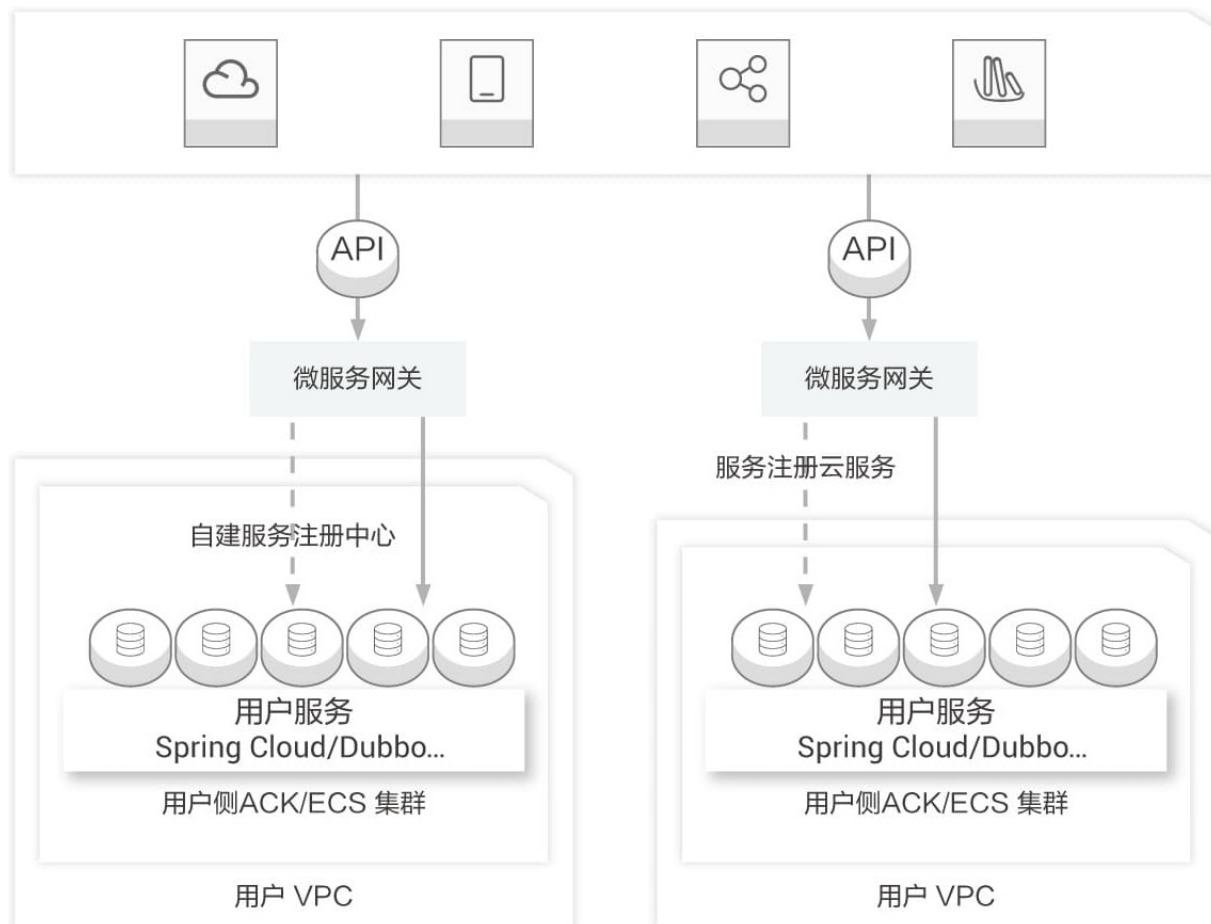 API
API
微服务网关
微服务网关
服务注册云服务
自建服务注册中心
用户服务
Spring Cloud/Dubbo...
用户服务
Spring Cloud/Dubbo...
用户侧ACK/ECS 集群
用户侧ACK/ECS 集群
用户 VPC
用户 VPC